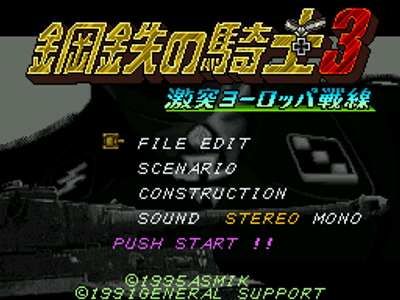 鋼鉄の騎士3
激突ヨーロッパ戦線
FILE EDIT
SCENARIO
CONSTRUCTION
SOUND STEREO MONO
PUSH START !!
©1995ASMIK
©1991GENERAL SUPPORT